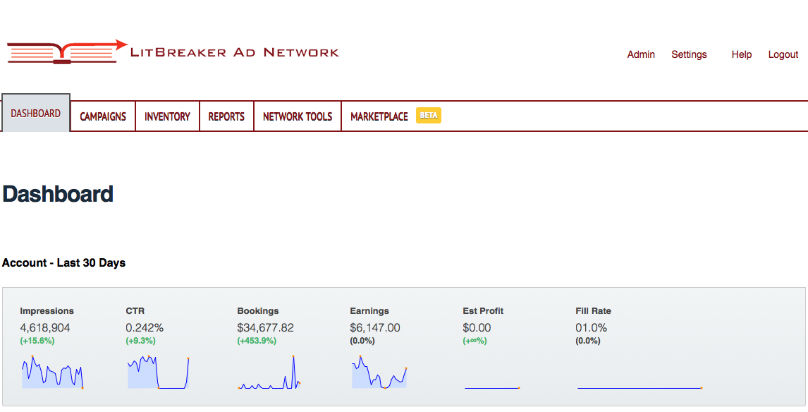 LITBREAKER AD NETWORK
Admin Settings Help Logout
DASHBOARD CAMPAIGNS INVENTORY REPORTS NETWORK TOOLS MARKETPLACE BETA
Dashboard
Account - Last 30 Days
Impressions CTR Bookings Earnings Est Profit Fill Rate
4,618,904 0.242% $34,677.82 $6,147.00 $0.00 01.0%
(+15.6%) (+9.3%) (+453.9%) (0.0%) (+∞%) (0.0%)